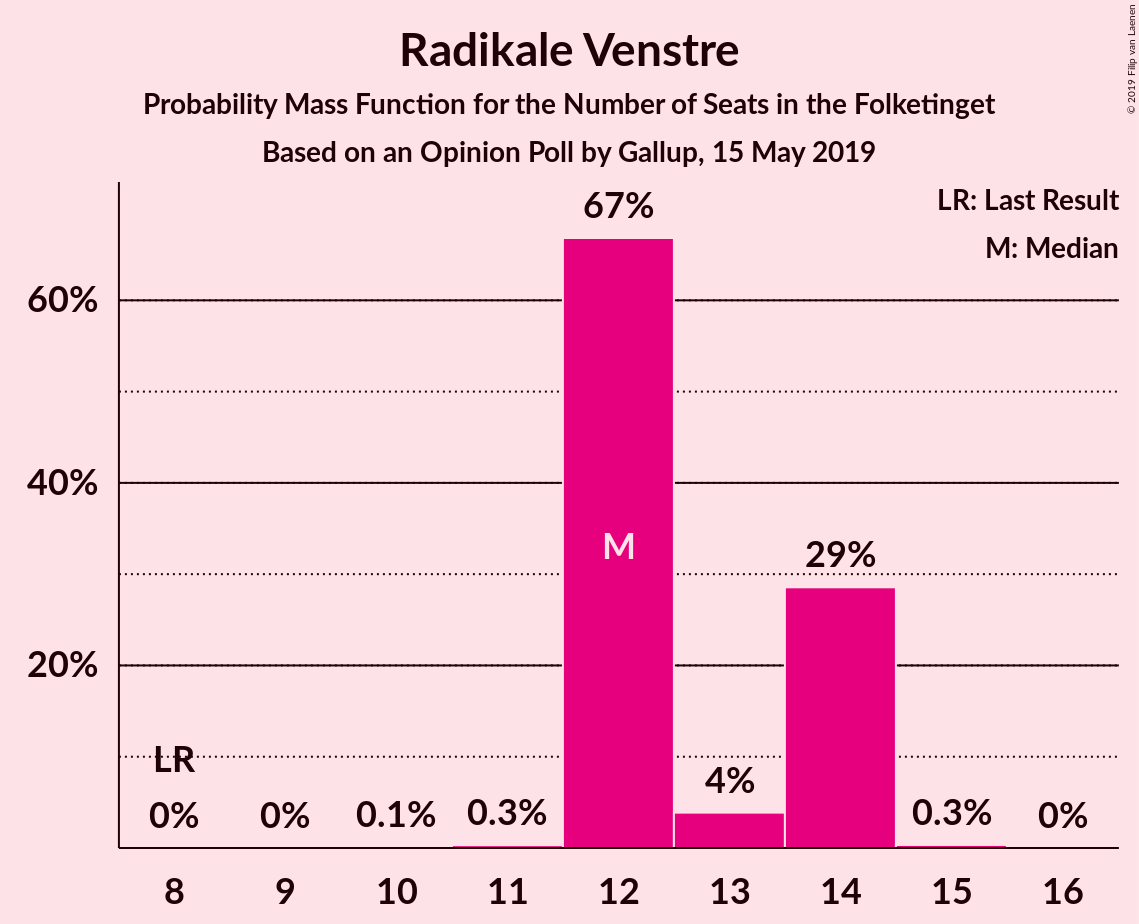 Radikale Venstre
Probability Mass Function for the Number of Seats in the Folketinget
Based on an Opinion Poll by Gallup, 15 May 2019
© 2019 Filip van Laenen
LR: Last Result
M: Median
67%
60%
40%
M
29%
20%
LR
4%
0%
0%
0.1%
0.3%
0.3%
0%
8
9
10
11
12
13
14
15
16